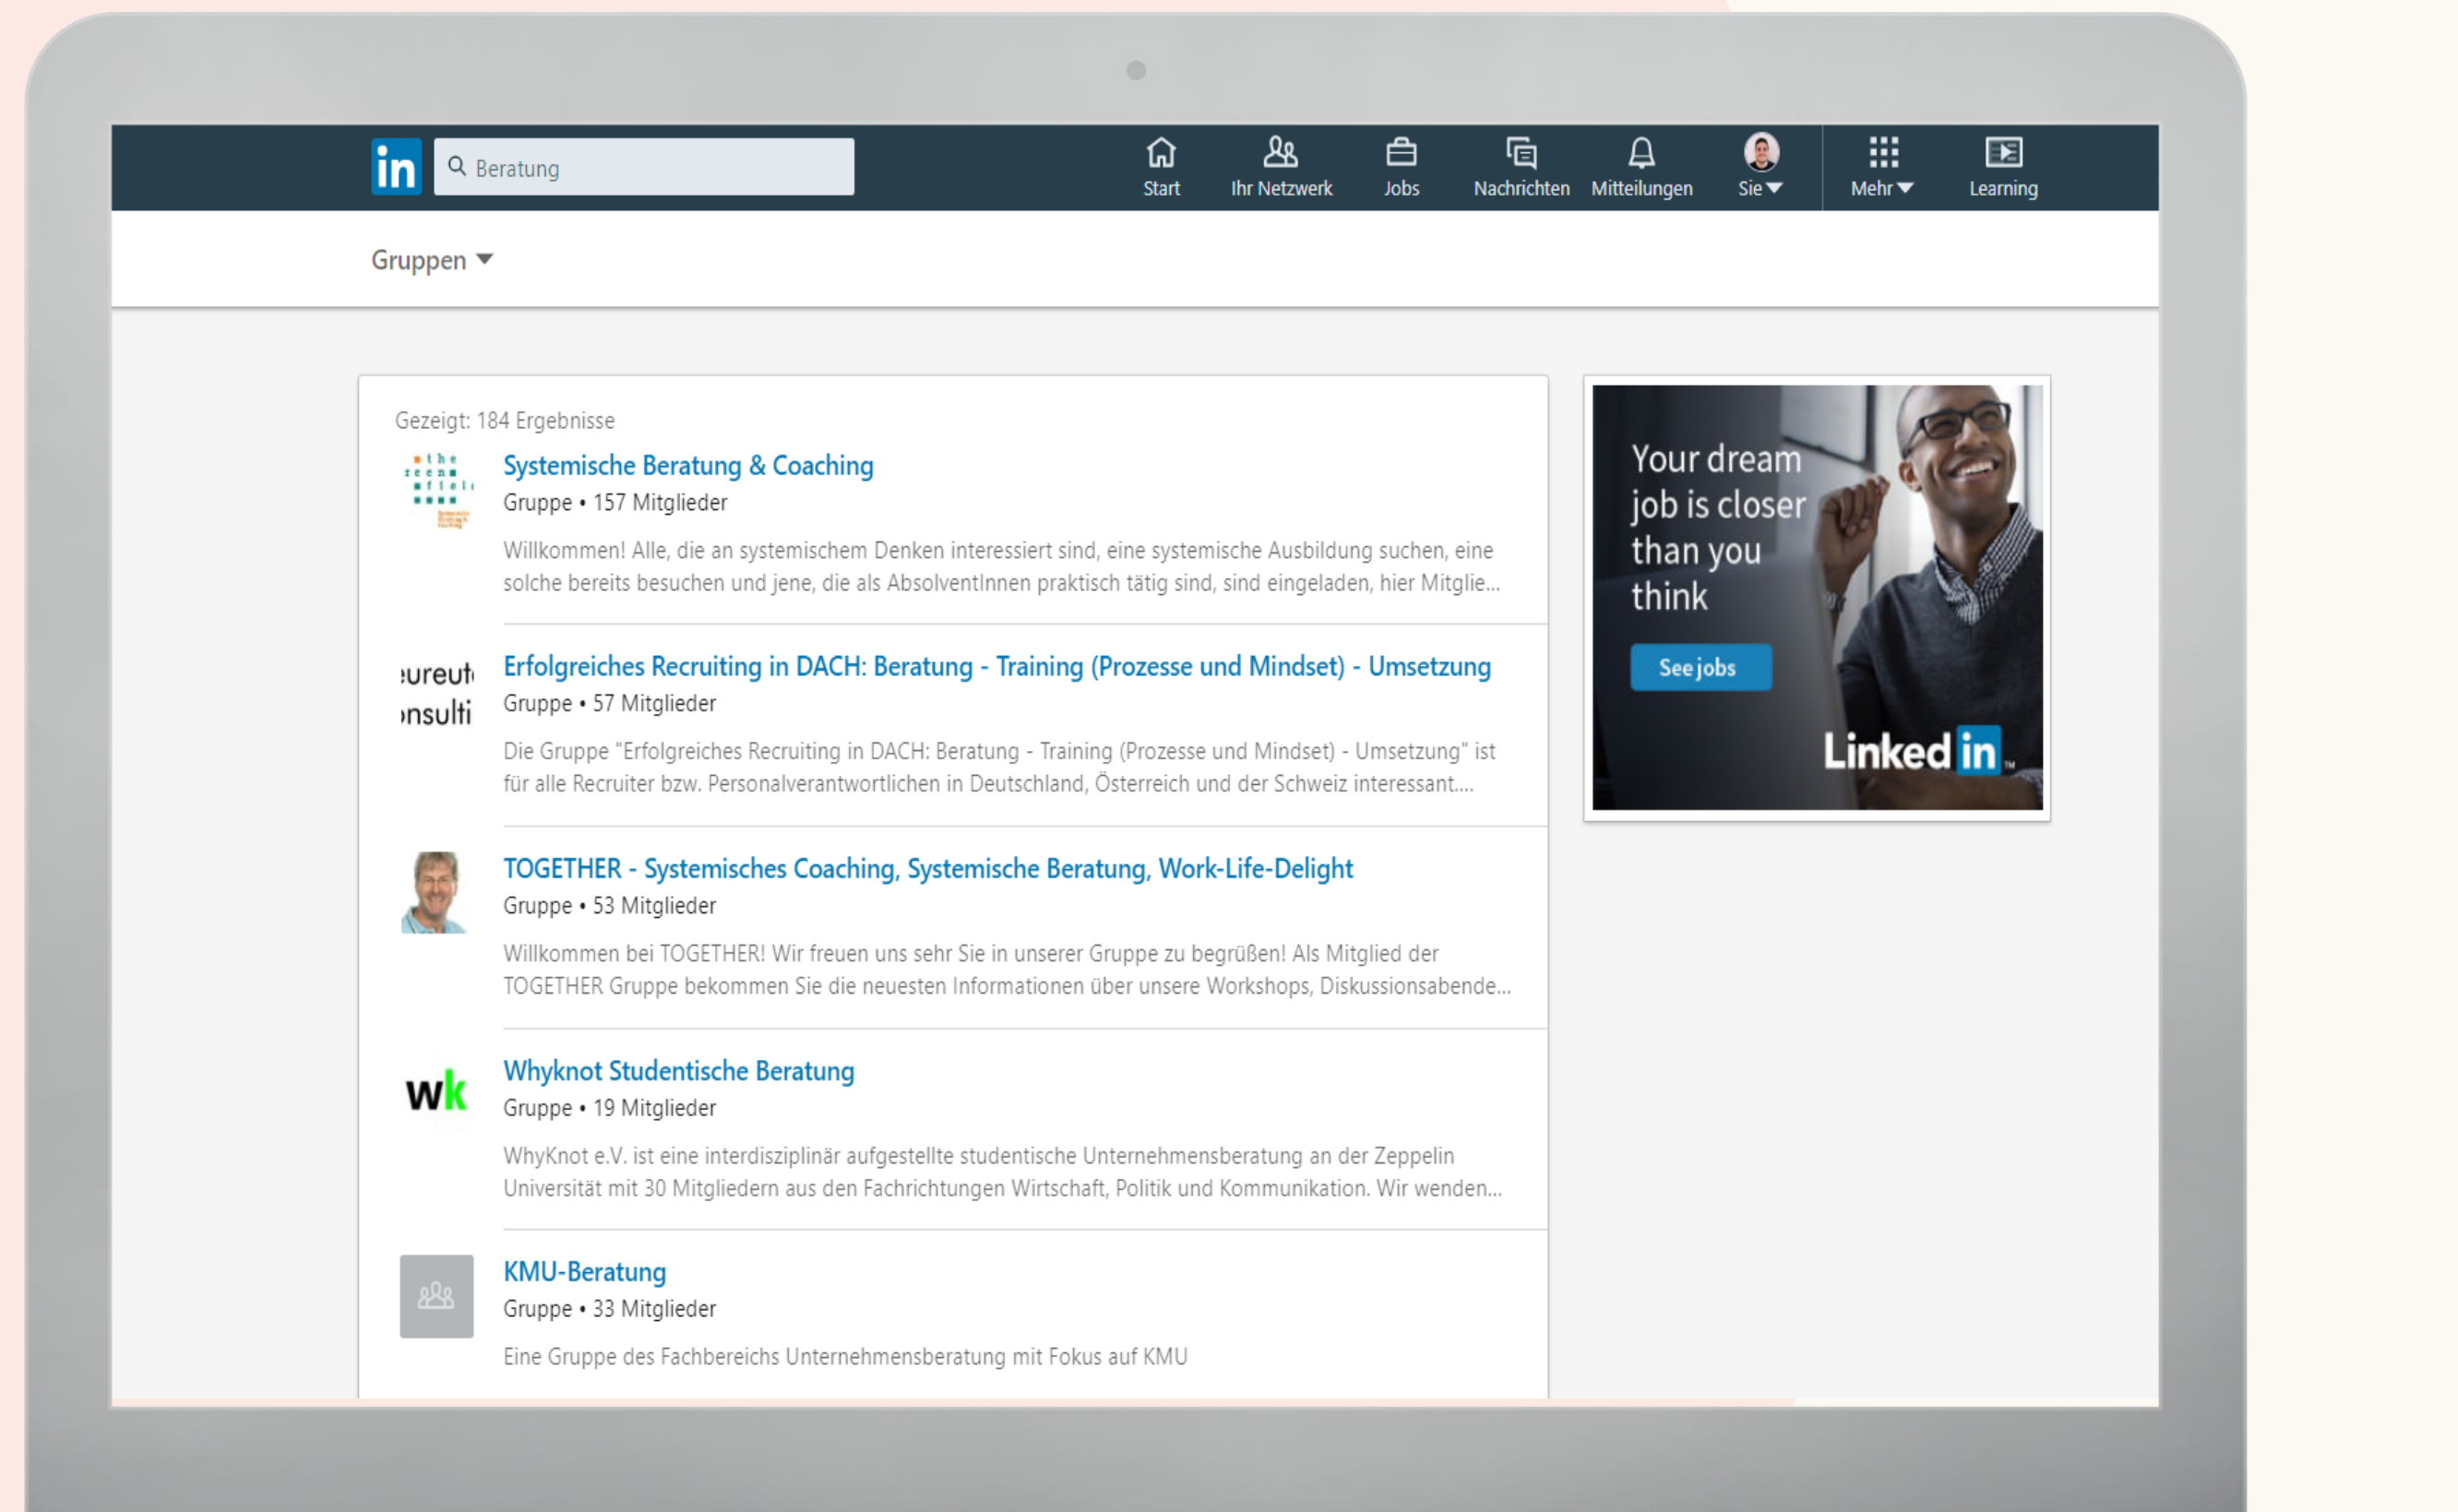 in
Beratung
Start
Ihr Netzwerk
Jobs
Nachrichten
Mitteilungen
Sie
Mehr
Learning
Gruppen
Gezeigt: 184 Ergebnisse
the
reen
Systemische Beratung & Coaching
Gruppe • 157 Mitglieder
Willkommen! Alle, die an systemischem Denken interessiert sind, eine systemische Ausbildung suchen, eine
solche bereits besuchen und jene, die als AbsolventInnen praktisch tätig sind, sind eingeladen, hier Mitglie...
eureut
onsulti
Erfolgreiches Recruiting in DACH: Beratung - Training (Prozesse und Mindset) - Umsetzung
Gruppe • 57 Mitglieder
Die Gruppe "Erfolgreiches Recruiting in DACH: Beratung - Training (Prozesse und Mindset) - Umsetzung" ist
für alle Recruiter bzw. Personalverantwortlichen in Deutschland, Österreich und der Schweiz interessant....
TOGETHER - Systemisches Coaching, Systemische Beratung, Work-Life-Delight
Gruppe • 53 Mitglieder
Willkommen bei TOGETHER! Wir freuen uns sehr Sie in unserer Gruppe zu begrüßen! Als Mitglied der
TOGETHER Gruppe bekommen Sie die neuesten Informationen über unsere Workshops, Diskussionsabende...
wk
Whyknot Studentische Beratung
Gruppe • 19 Mitglieder
WhyKnot e.V. ist eine interdisziplinär aufgestellte studentische Unternehmensberatung an der Zeppelin
Universität mit 30 Mitgliedern aus den Fachrichtungen Wirtschaft, Politik und Kommunikation. Wir wenden...
KMU-Beratung
Gruppe • 33 Mitglieder
Eine Gruppe des Fachbereichs Unternehmensberatung mit Fokus auf KMU
Your dream
job is closer
than you
think
See jobs
Linked in ™